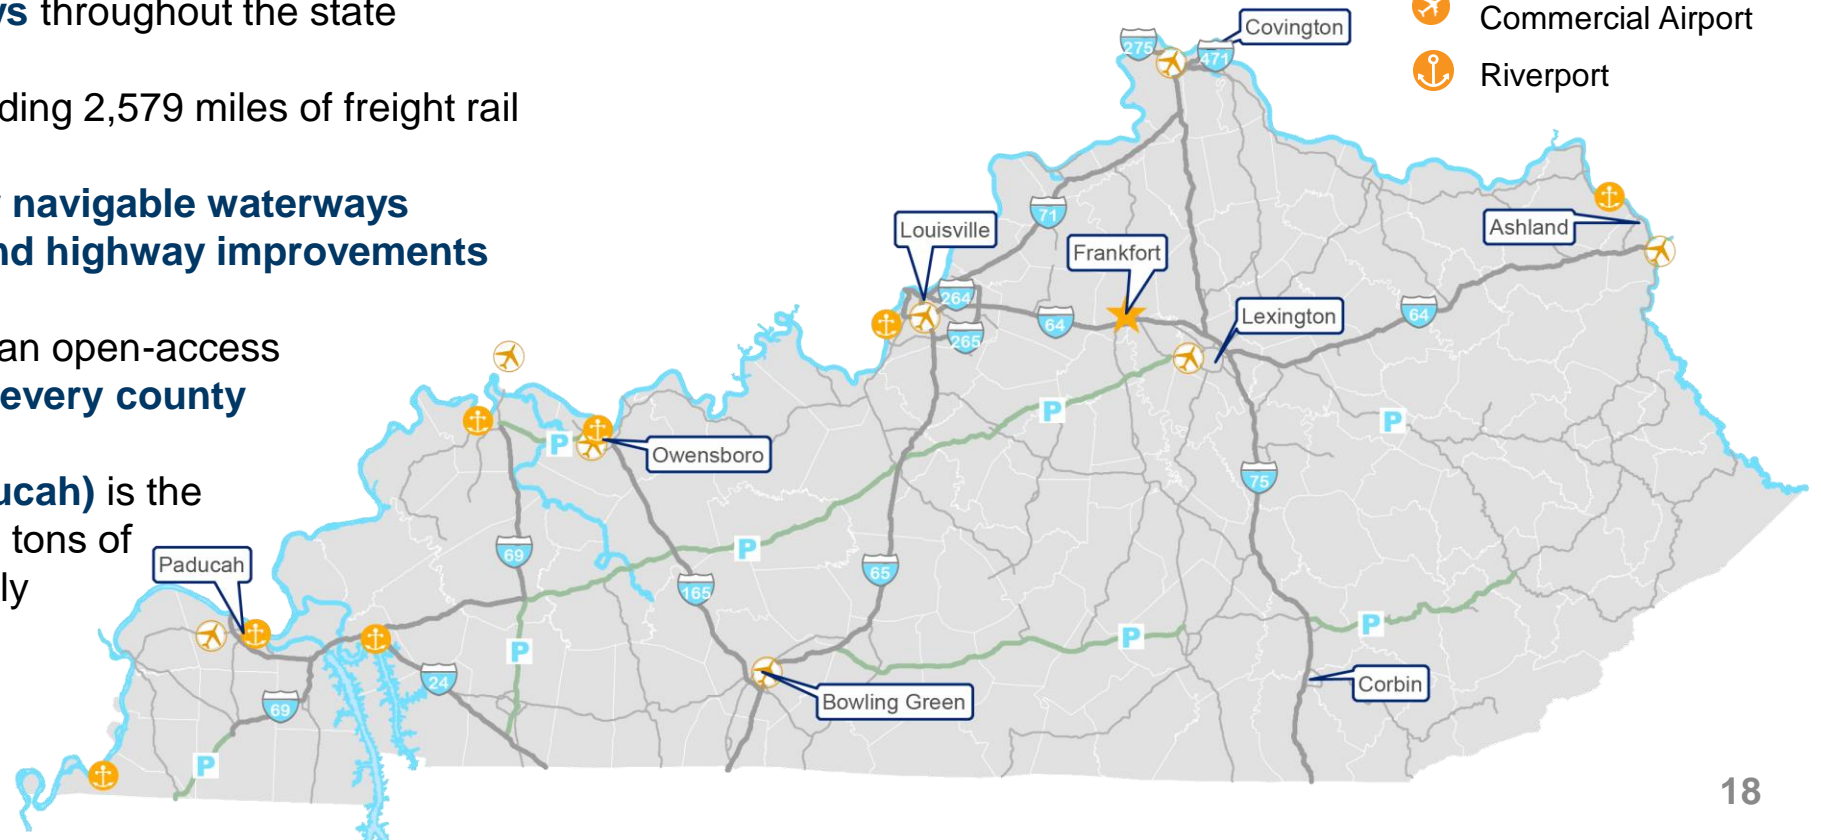 ys throughout the state
ding 2,579 miles of freight rail
navigable waterways
nd highway improvements
an open-access
every county
ucah) is the
tons of
ly
Commercial Airport
Riverport
Covington
275
471
71
Louisville
Frankfort
Ashland
264
265
64
Lexington
64
P
P
P
Owensboro
75
69
P
165
65
Paducah
P
P
P
24
69
Bowling Green
Corbin
P
18